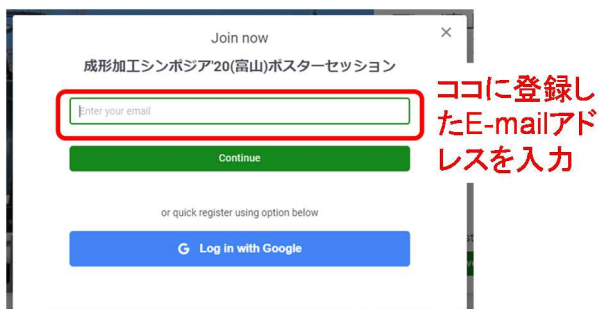 Join now
×
成形加工シンポジア'20(富山)ポスターセッション
Enter your email
Continue
or quick register using option below
G Log in with Google
ココに登録し
たE-mailアド
レスを入力